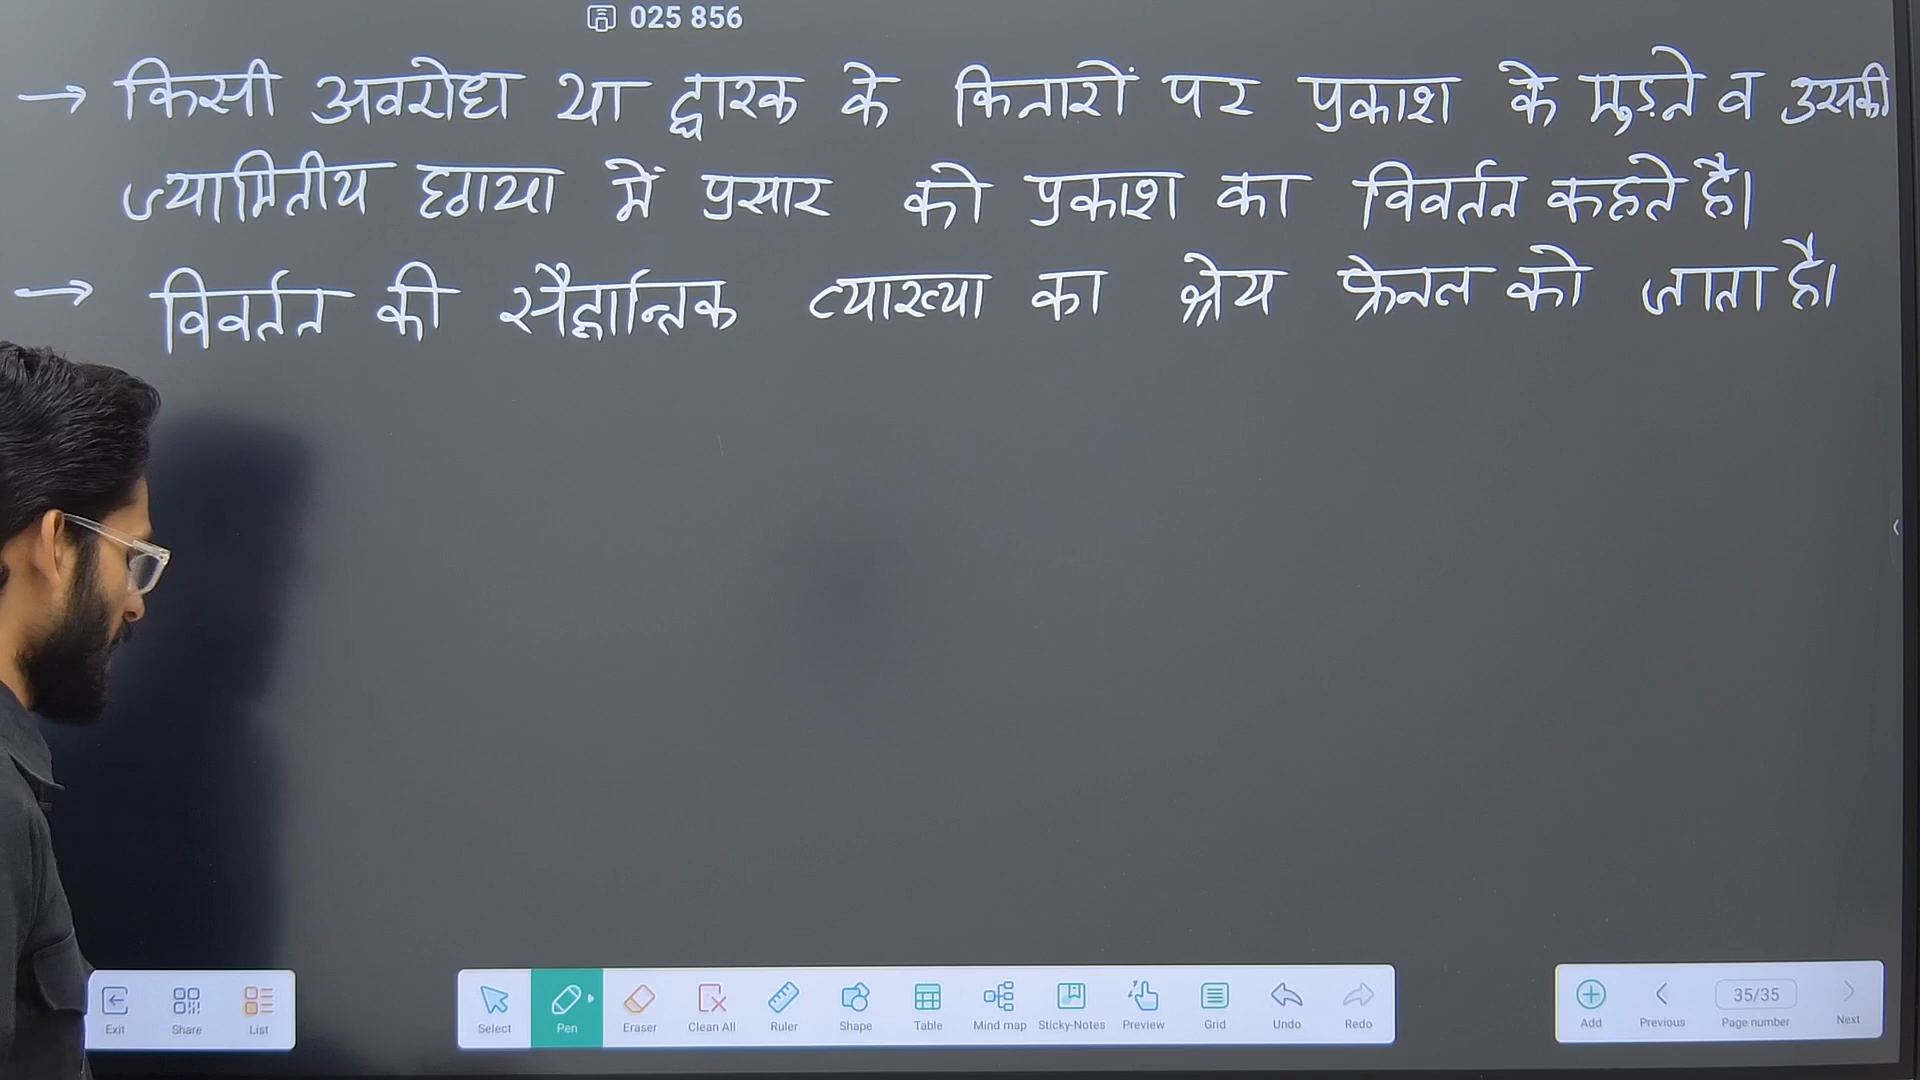 025 856
→ किसी अवरोध या द्वारक के किनारों पर प्रकाश के मुड़ने व उसकी
ज्यामितीय छाया में प्रसार को प्रकाश का विवर्तन कहते है।
→ विवर्तन की सैद्धान्तिक व्याख्या का श्रेय फ्रेनल को जाता है।
Exit Share List Select Pen Eraser Clean All Ruler Shape Table Mind map Sticky-Notes Preview Grid Undo Redo Add Previous 35/35 Page number Next